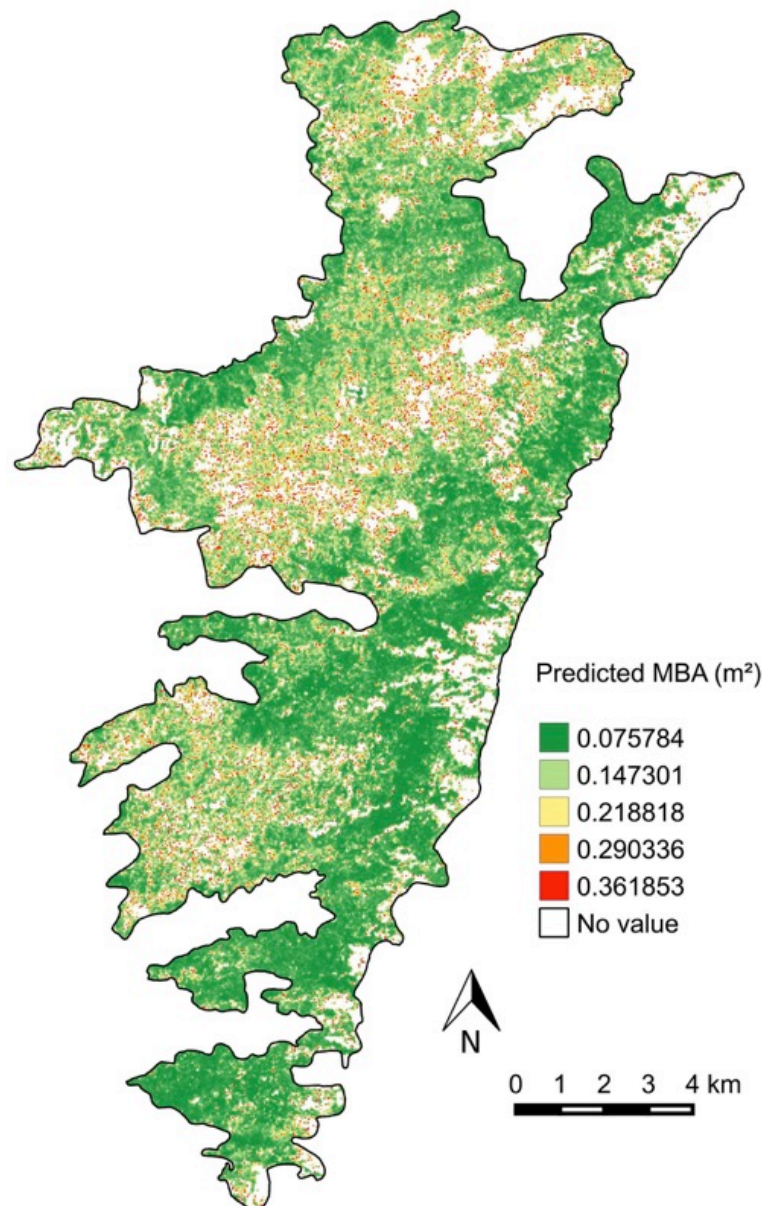 Predicted MBA (m²)
0.075784
0.147301
0.218818
0.290336
0.361853
No value
N
0 1 2 3 4 km